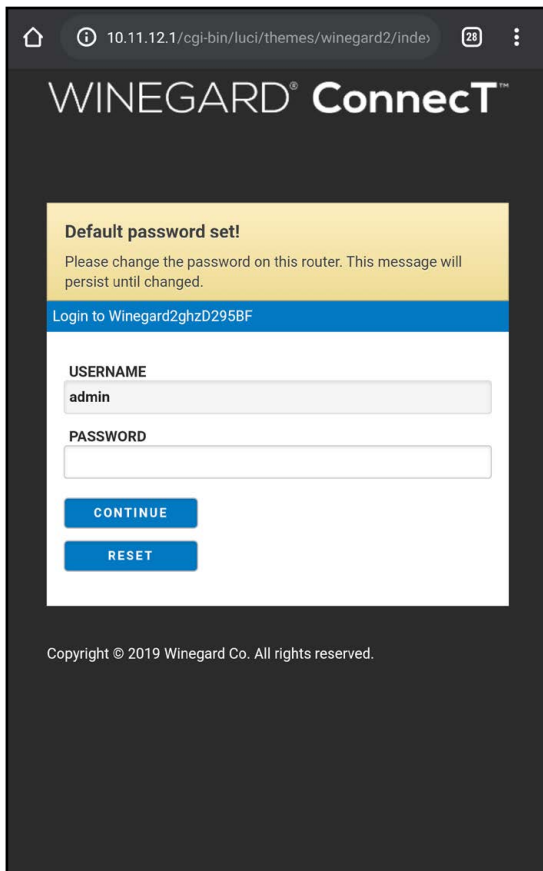 10.11.12.1/cgi-bin/luci/themes/winegard2/index
28
WINEGARD® ConnecT™
Default password set!
Please change the password on this router. This message will
persist until changed.
Login to Winegard2ghzD295BF
USERNAME
admin
PASSWORD
CONTINUE
RESET
Copyright © 2019 Winegard Co. All rights reserved.